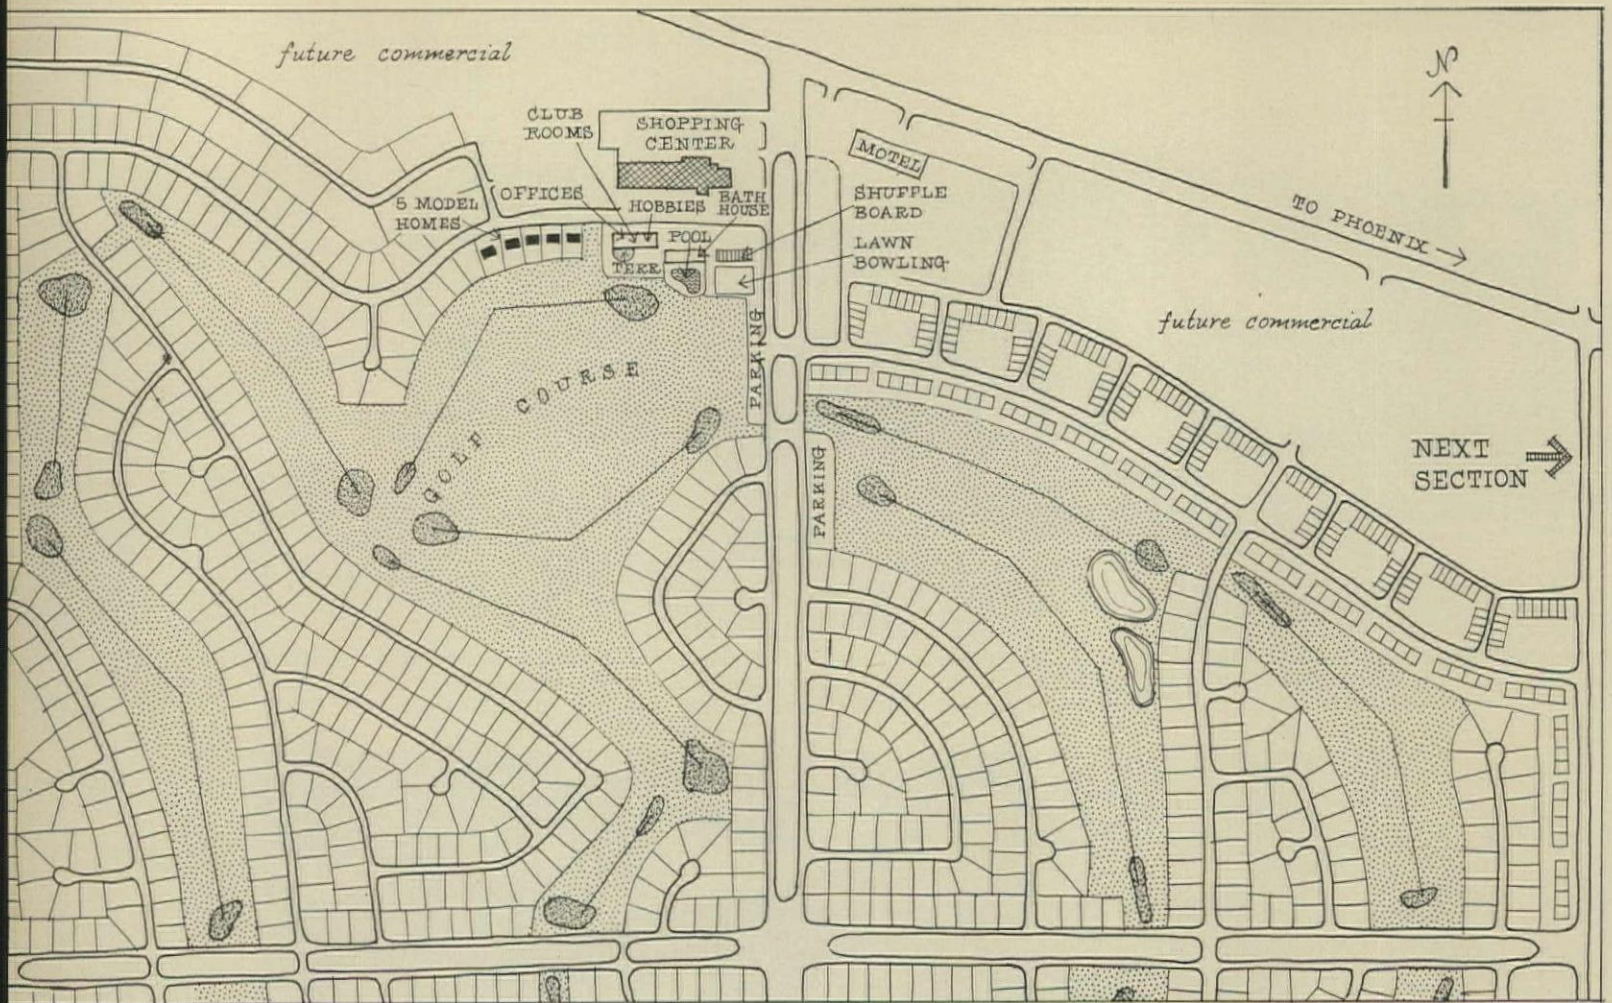 future commercial
N
CLUB
ROOMS
SHOPPING
CENTER
MOTEL
5 MODEL
HOMES
OFFICES
HOBBIES
BATH
HOUSE
SHUFFLE
BOARD
POOL
TERR
LAWN
BOWLING
TO PHOENIX
future commercial
PARKING
GOLF COURSE
PARKING
NEXT
SECTION